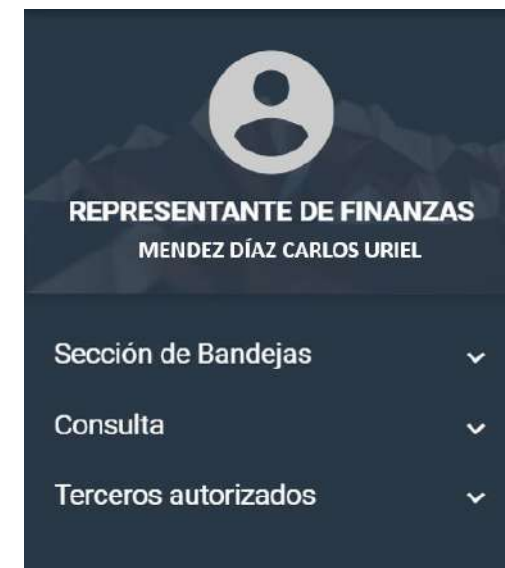 REPRESENTANTE DE FINANZAS
MENDEZ DÍAZ CARLOS URIEL
Sección de Bandejas
Consulta
Terceros autorizados